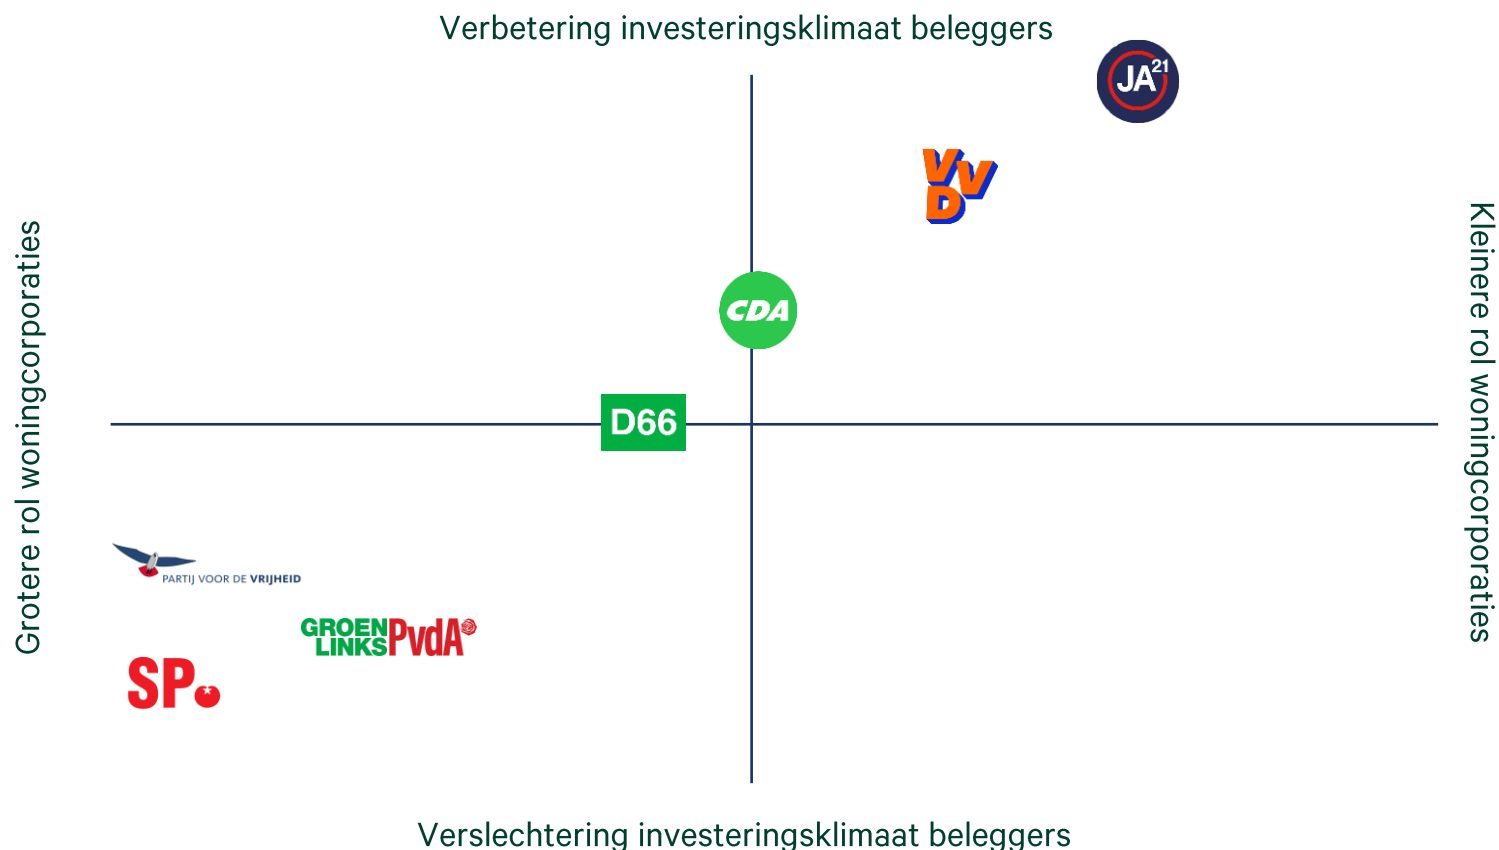 Verbetering investeringsklimaat beleggers
JA21
VVD
Grotere rol woningcorporaties
Kleinere rol woningcorporaties
CDA
D66
PARTIJ VOOR DE VRIJHEID
GROEN
LINKS PvdA
SP
Verslechtering investeringsklimaat beleggers